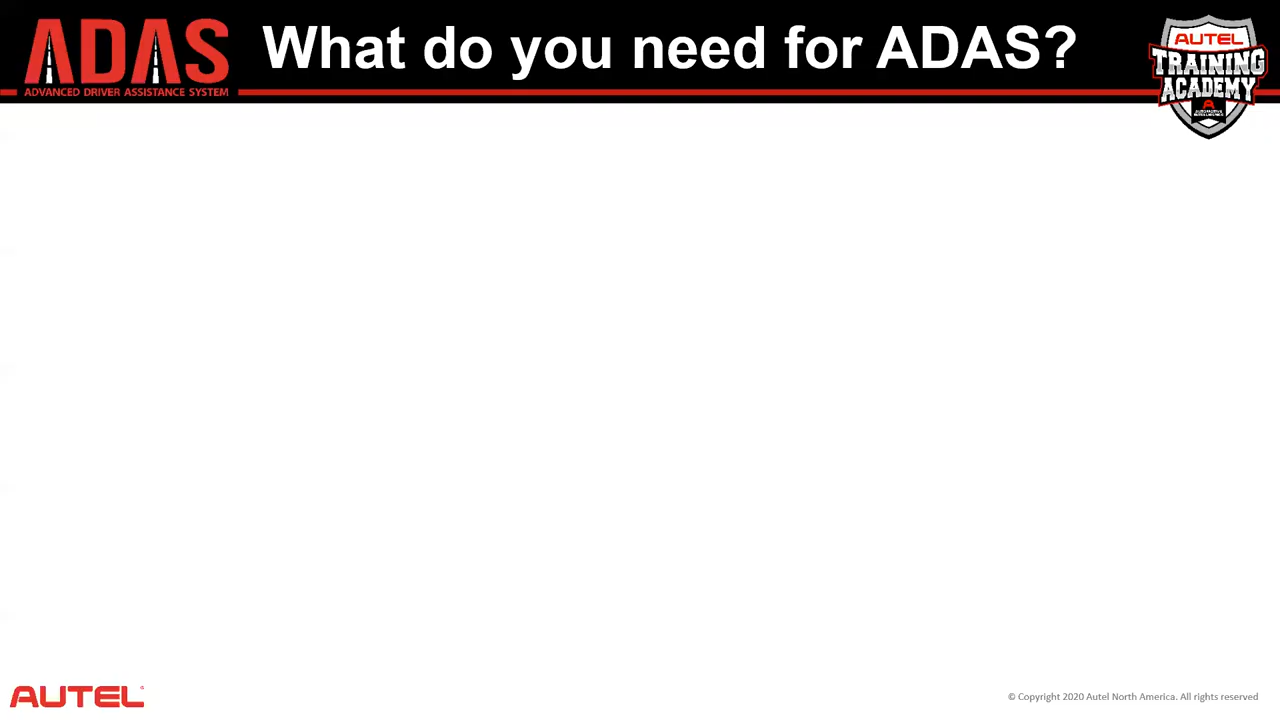 ADAS
ADVANCED DRIVER ASSISTANCE SYSTEM
What do you need for ADAS?
AUTEL
TRAINING
ACADEMY
AUTEL
© Copyright 2020 Autel North America. All rights reserved